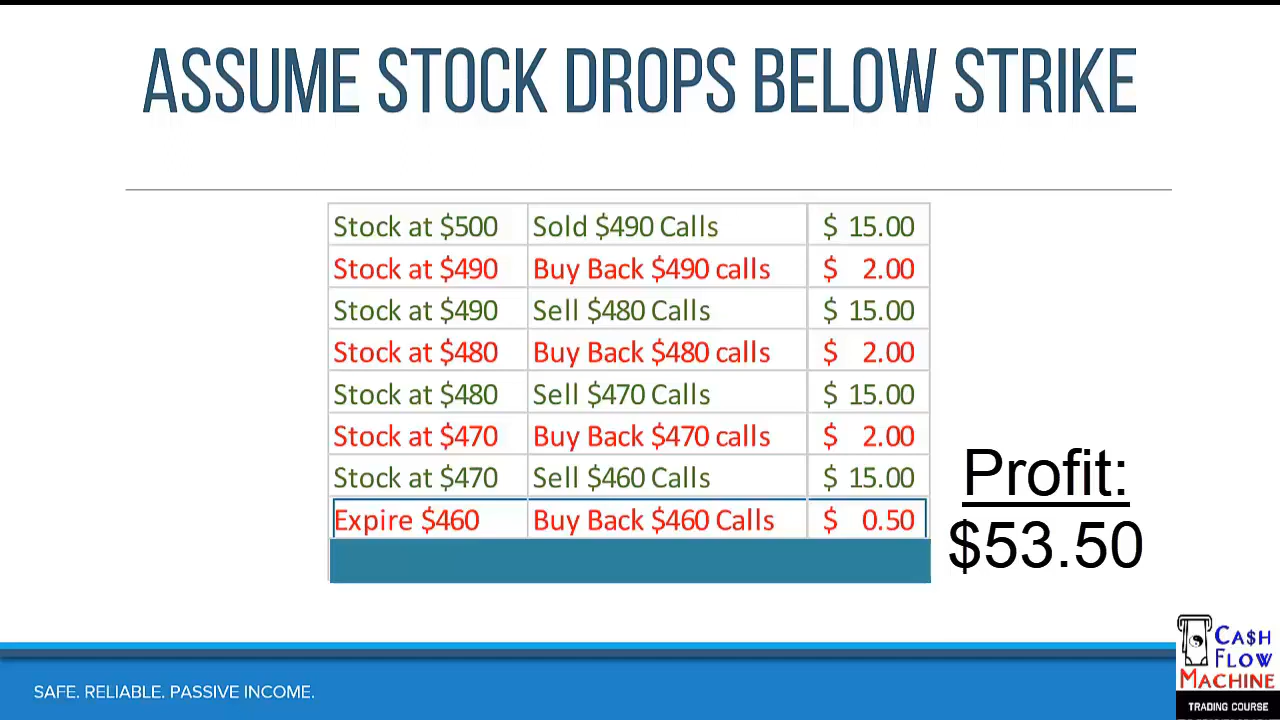 ASSUME STOCK DROPS BELOW STRIKE
Stock at $500 Sold $490 Calls $ 15.00
Stock at $490 Buy Back $490 calls $ 2.00
Stock at $490 Sell $480 Calls $ 15.00
Stock at $480 Buy Back $480 calls $ 2.00
Stock at $480 Sell $470 Calls $ 15.00
Stock at $470 Buy Back $470 calls $ 2.00
Stock at $470 Sell $460 Calls $ 15.00
Expire $460 Buy Back $460 Calls $ 0.50
Profit:
$53.50
SAFE. RELIABLE. PASSIVE INCOME.
CA$H
FLOW
MACHINE
TRADING COURSE